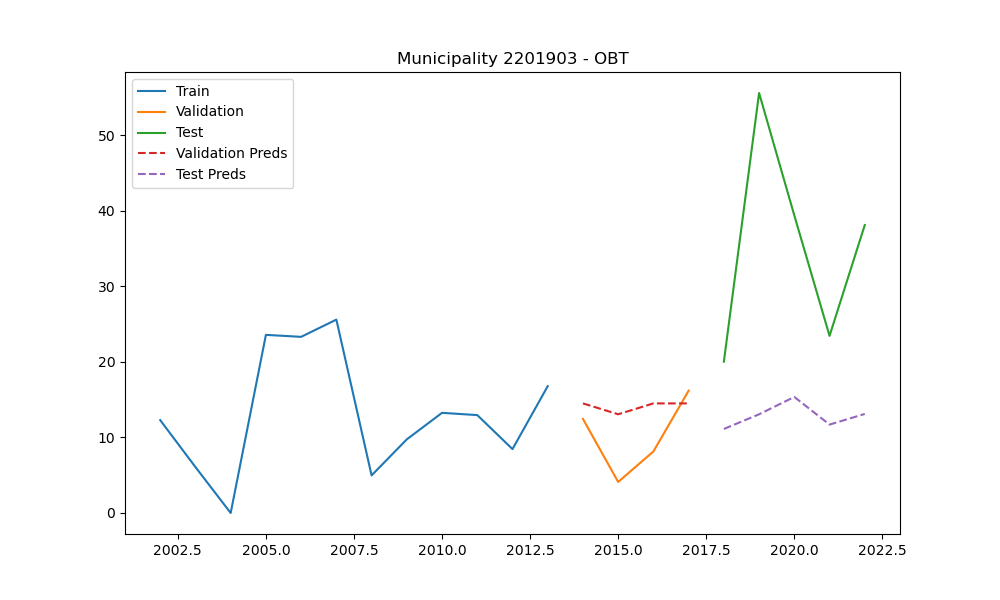 Municipality 2201903 - OBT
Train
Validation
Test
Validation Preds
Test Preds
50
40
30
20
10
0
2002.5 2005.0 2007.5 2010.0 2012.5 2015.0 2017.5 2020.0 2022.5